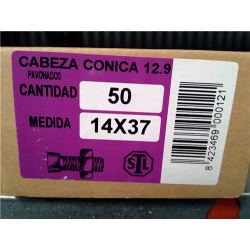 CABEZA CONICA 12.9
PAVONADOS
CANTIDAD 50
MEDIDA 14X37
STL
8 423469 000121